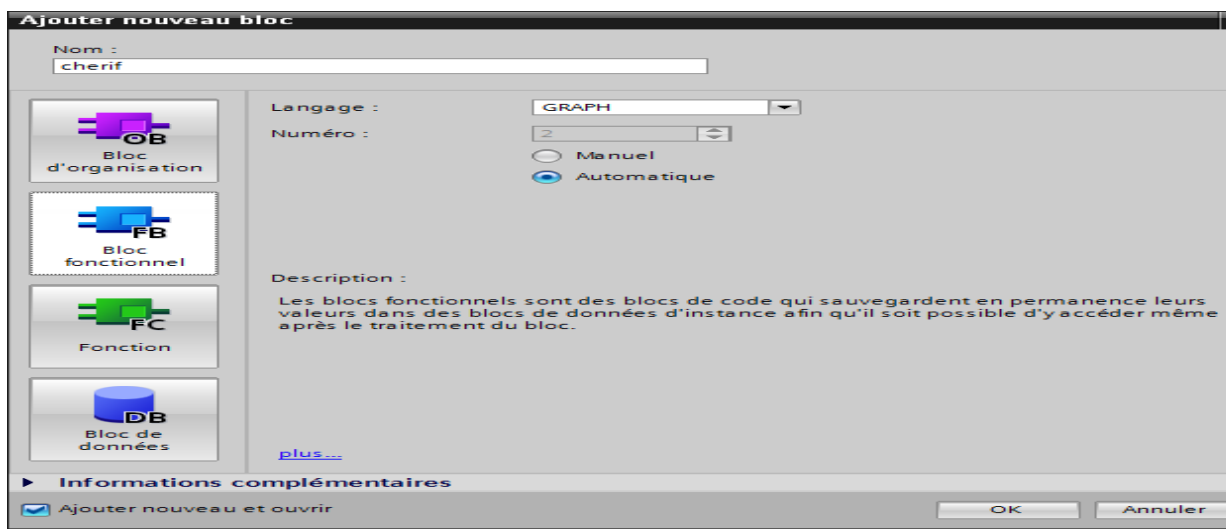 Ajouter nouveau bloc
Nom :
cherif
OB
Bloc
d'organisation
FB
Bloc
fonctionnel
FC
Fonction
DB
Bloc de
données
Langage :
GRAPH
Numéro :
2
Manuel
Automatique
Description :
Les blocs fonctionnels sont des blocs de code qui sauvegardent en permanence leurs
valeurs dans des blocs de données d'instance afin qu'il soit possible d'y accéder même
après le traitement du bloc.
plus...
Informations complémentaires
Ajouter nouveau et ouvrir
OK
Annuler